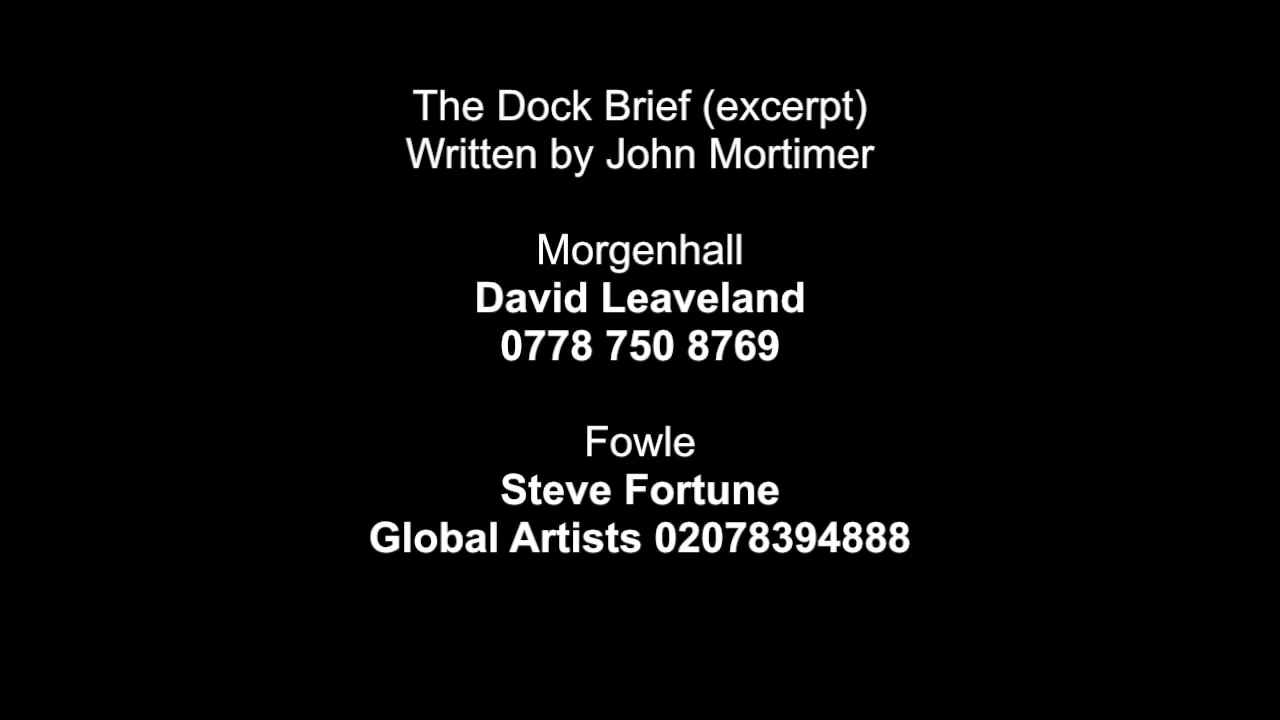 The Dock Brief (excerpt)
Written by John Mortimer
Morgenhall
David Leaveland
0778 750 8769
Fowle
Steve Fortune
Global Artists 02078394888